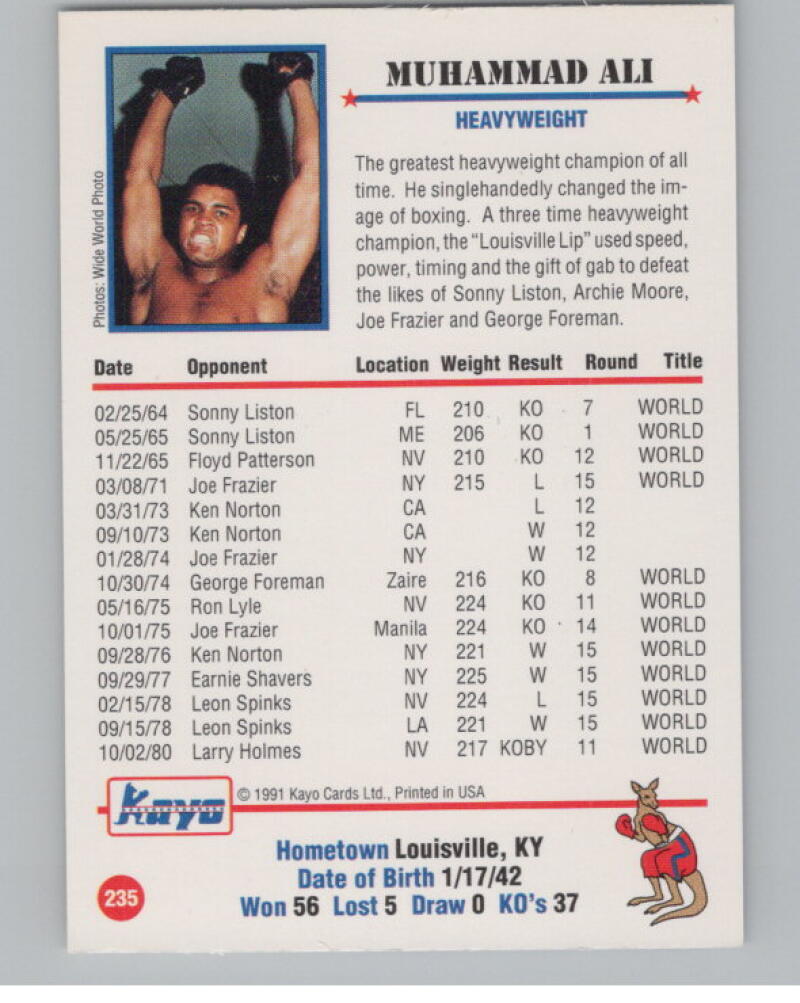 MUHAMMAD ALI
HEAVYWEIGHT
The greatest heavyweight champion of all
time. He singlehandedly changed the im-
age of boxing. A three time heavyweight
champion, the “Louisville Lip” used speed,
power, timing and the gift of gab to defeat
the likes of Sonny Liston, Archie Moore,
Joe Frazier and George Foreman.
Photos: Wide World Photo
Date Opponent Location Weight Result Round Title
02/25/64 Sonny Liston FL 210 KO 7 WORLD
05/25/65 Sonny Liston ME 206 KO 1 WORLD
11/22/65 Floyd Patterson NV 210 KO 12 WORLD
03/08/71 Joe Frazier NY 215 L 15 WORLD
03/31/73 Ken Norton CA L 12
09/10/73 Ken Norton CA W 12
01/28/74 Joe Frazier NY W 12
10/30/74 George Foreman Zaire 216 KO 8 WORLD
05/16/75 Ron Lyle NV 224 KO 11 WORLD
10/01/75 Joe Frazier Manila 224 KO 14 WORLD
09/28/76 Ken Norton NY 221 W 15 WORLD
09/29/77 Earnie Shavers NY 225 W 15 WORLD
02/15/78 Leon Spinks NV 224 L 15 WORLD
09/15/78 Leon Spinks LA 221 W 15 WORLD
10/02/80 Larry Holmes NV 217 KOBY 11 WORLD
Kayo © 1991 Kayo Cards Ltd., Printed in USA
Hometown Louisville, KY
Date of Birth 1/17/42
Won 56 Lost 5 Draw 0 KO's 37
235